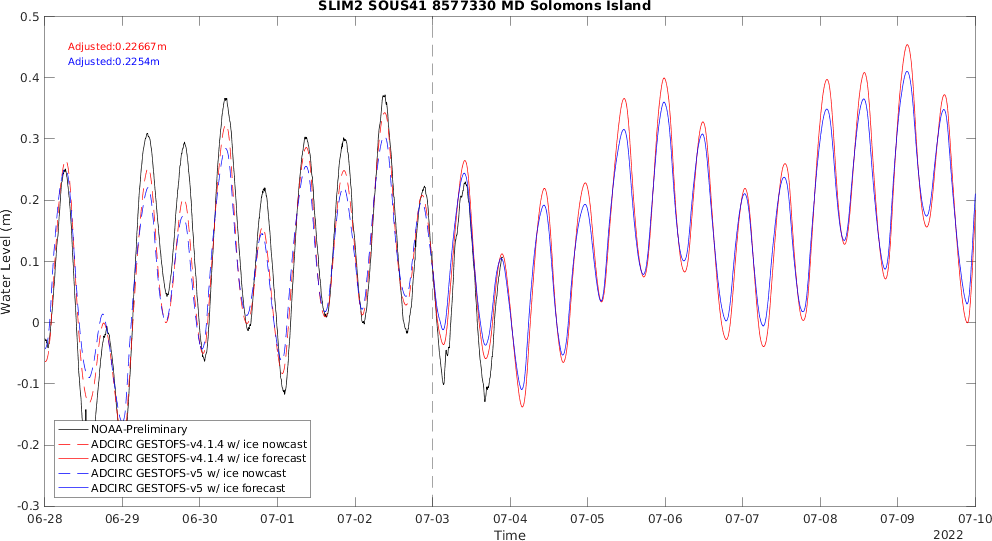 SLIM2 SOUS41 8577330 MD Solomons Island
0.5
0.4
0.3
0.2
0.1
0
-0.1
-0.2
-0.3
Water Level (m)
Adjusted:0.22667m
Adjusted:0.2254m
NOAA-Preliminary
ADCIRC GESTOFS-v4.1.4 w/ ice nowcast
ADCIRC GESTOFS-v4.1.4 w/ ice forecast
ADCIRC GESTOFS-v5 w/ ice nowcast
ADCIRC GESTOFS-v5 w/ ice forecast
06-28 06-29 06-30 07-01 07-02 07-03 07-04 07-05 07-06 07-07 07-08 07-09 07-10
Time
2022